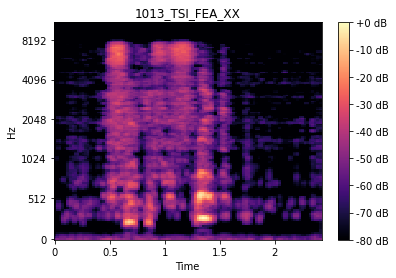 1013_TSI_FEA_XX
+0 dB
8192
-10 dB
4096
-20 dB
-30 dB
2048
Hz
-40 dB
1024
-50 dB
512
-60 dB
-70 dB
0
-80 dB
0 0.5 1 1.5 2
Time